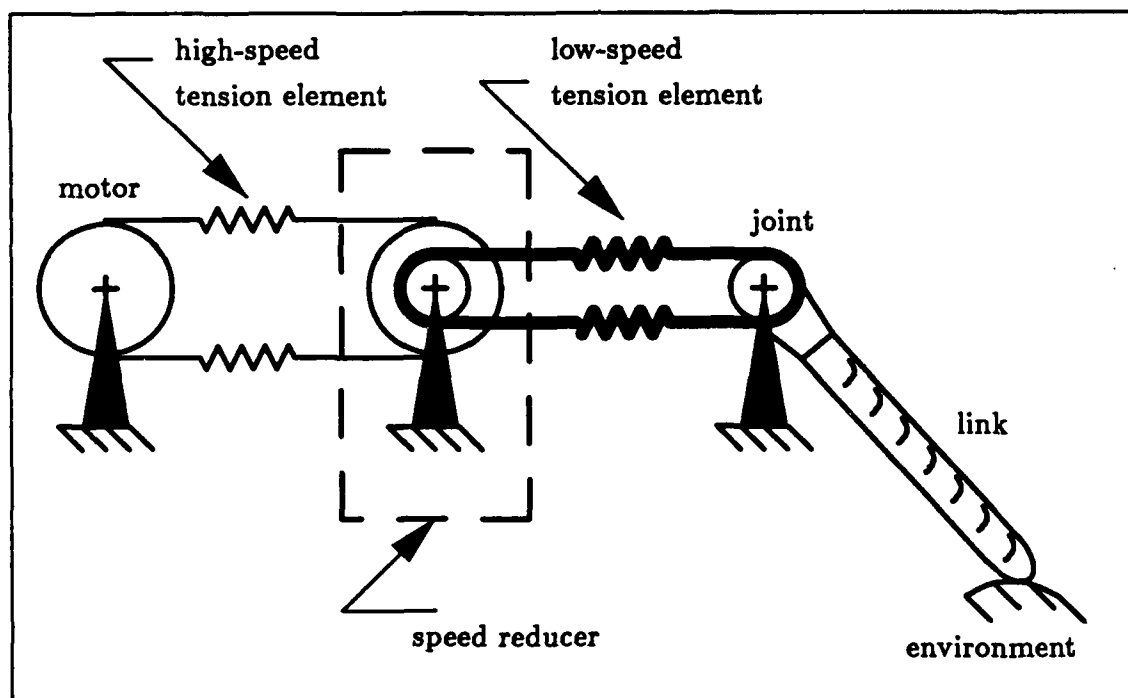 high-speed
tension element
low-speed
tension element
motor
joint
link
speed reducer
environment